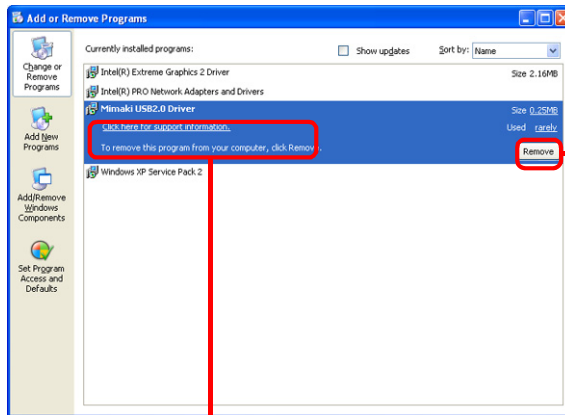 Add or Remove Programs
Change or
Remove
Programs
Add New
Programs
Add/Remove
Windows
Components
Set Program
Access and
Defaults
Currently installed programs:
Show updates
Sort by: Name
Intel(R) Extreme Graphics 2 Driver Size 2.16MB
Intel(R) PRO Network Adapters and Drivers
Mimaki USB2.0 Driver Size 0.25MB
Click here for support information. Used rarely
To remove this program from your computer, click Remove.
Remove
Windows XP Service Pack 2